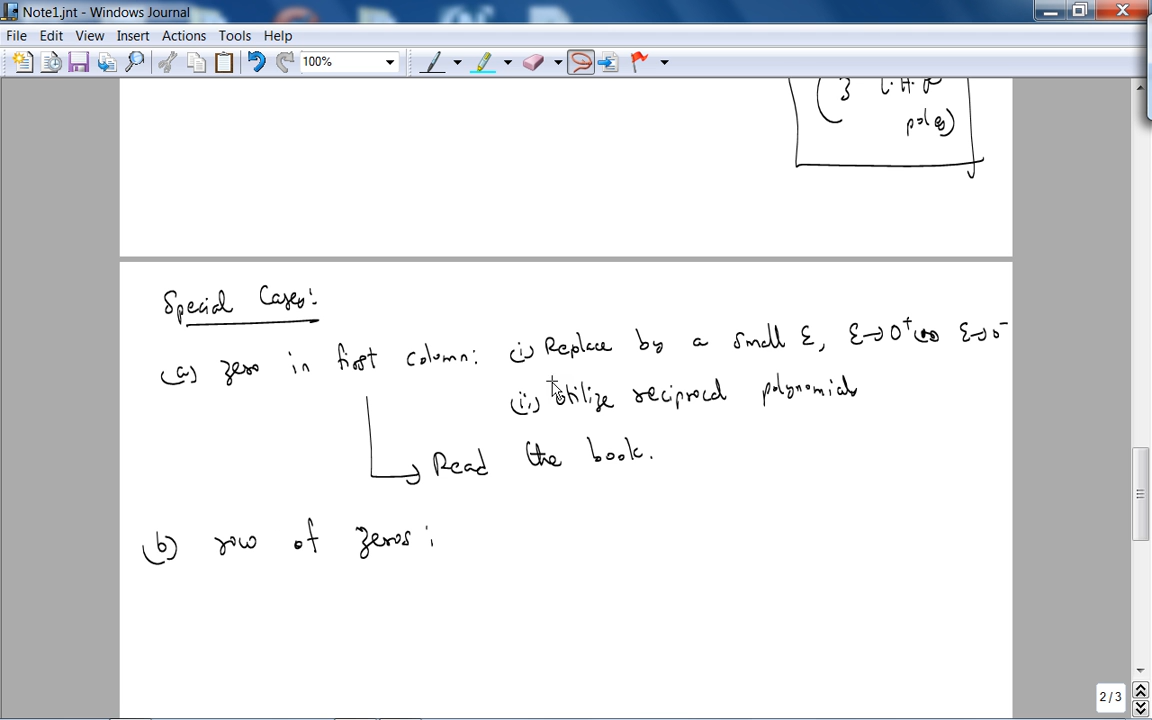 Note1.jnt - Windows Journal
File Edit View Insert Actions Tools Help
100%
poles)
Special Cases:
(a) zero in first column: (i) Replace by a small ε, ε→0⁺ or ε→0⁻
(ii) Utilize reciprocal polynomials
Read the book.
(b) row of zeros:
2/3